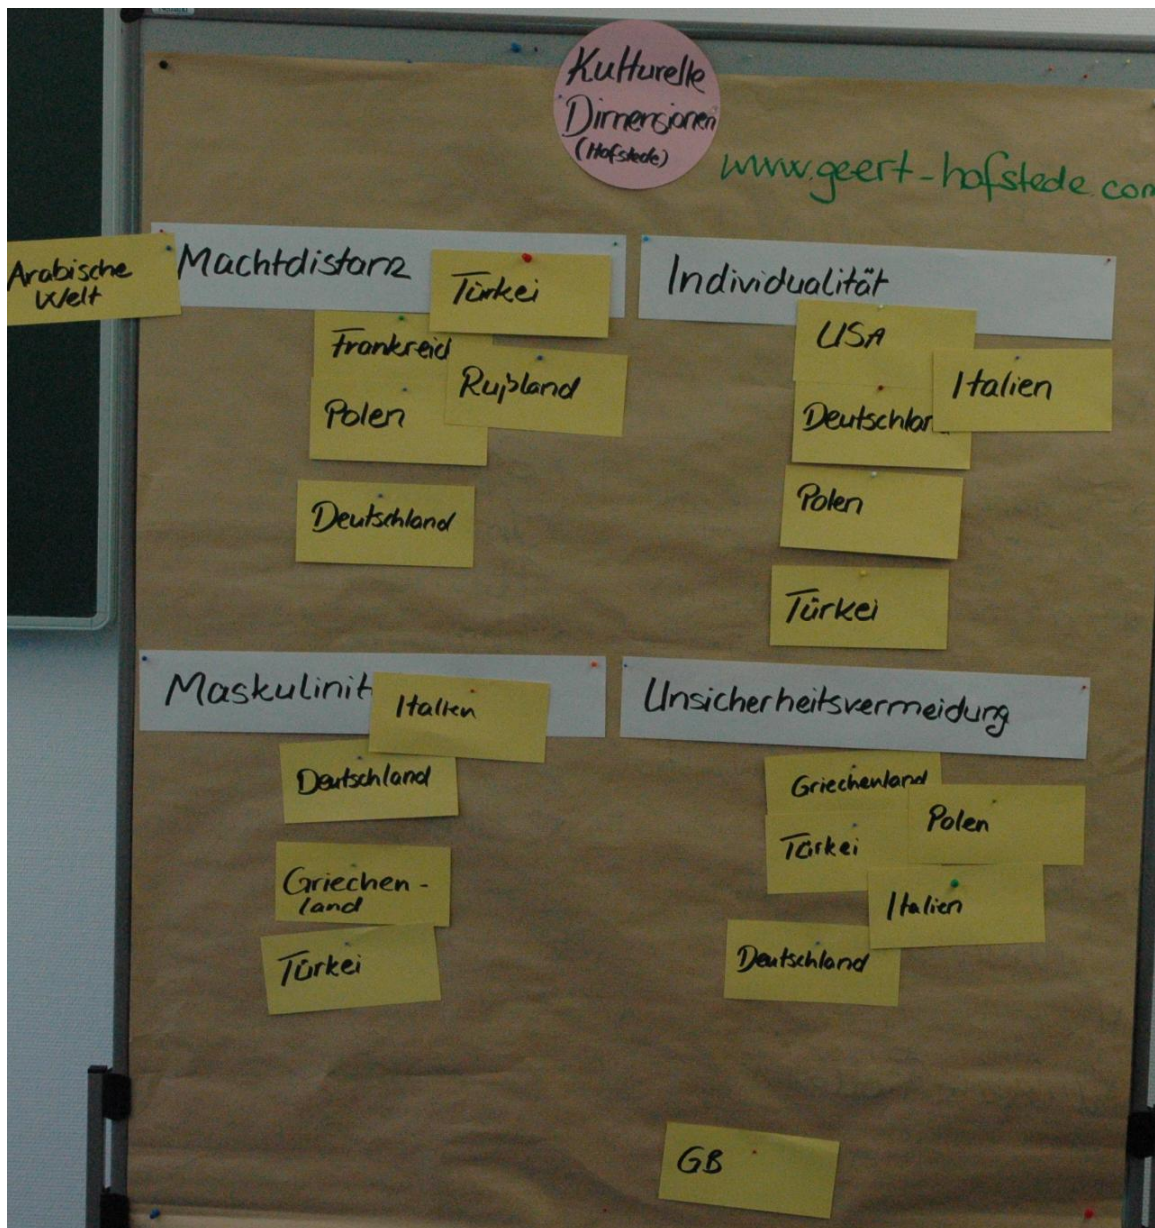 Kulturelle
Dimensionen
(Hofstede)
www.geert-hofstede.com
Arabische
Welt
Machtdistanz
Türkei
Frankreich
Rußland
Polen
Deutschland
Individualität
USA
Italien
Deutschland
Polen
Türkei
Maskulinit
Italien
Deutschland
Griechen-
land
Türkei
Unsicherheitsvermeidung
Griechenland
Polen
Türkei
Italien
Deutschland
GB